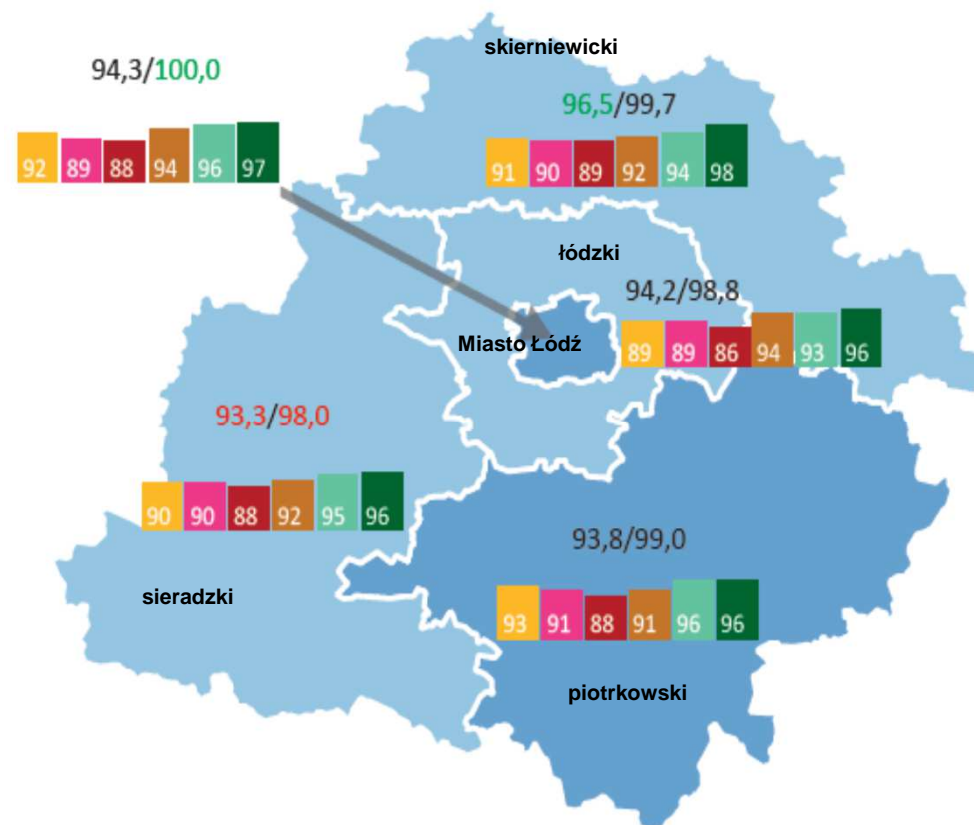 skierniewicki
94,3/100,0
96,5/99,7
92 89 88 94 96 97
91 90 89 92 94 98
łódzki
94,2/98,8
Miasto Łódź
89 89 86 94 93 96
93,3/98,0
90 90 88 92 95 96
93,8/99,0
sieradzki
93 91 88 91 96 96
piotrkowski